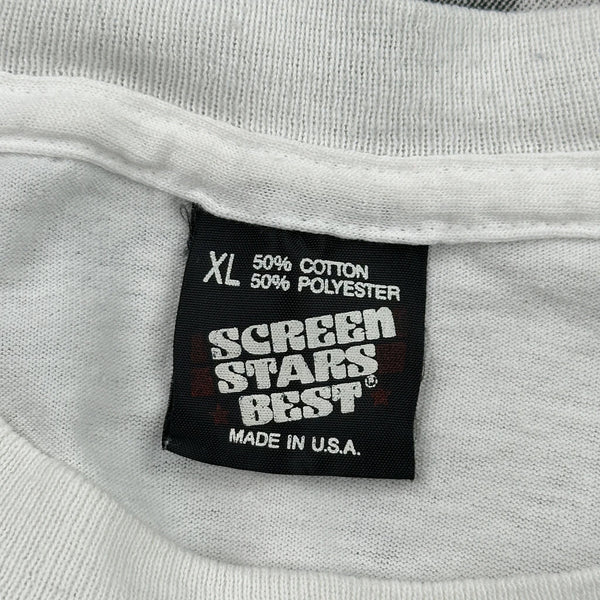 XL 50% COTTON
50% POLYESTER
SCREEN
STARS
BEST®
MADE IN U.S.A.